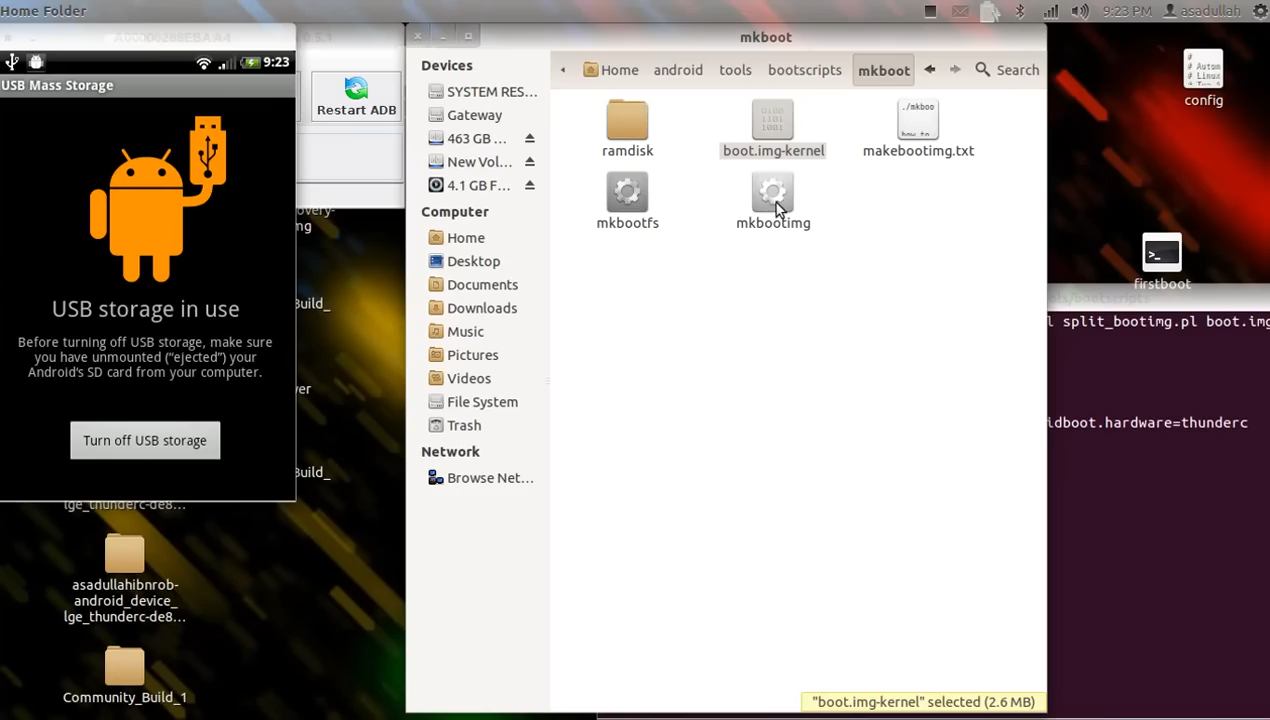 Home Folder
9:23 PM
asadullah
9:23
USB Mass Storage
USB storage in use
Before turning off USB storage, make sure
you have unmounted ("ejected") your
Android's SD card from your computer.
Turn off USB storage
Restart ADB
mkboot
Home
android
tools
bootscripts
mkboot
Search
Devices
SYSTEM RES...
Gateway
463 GB ...
New Vol...
4.1 GB F...
Computer
Home
Desktop
Documents
Downloads
Music
Pictures
Videos
File System
Trash
Network
Browse Net...
ramdisk
boot.img-kernel
makebootimg.txt
mkbootfs
mkbootimg
"boot.img-kernel" selected (2.6 MB)
config
firstboot
l split_bootimg.pl boot.img
idboot.hardware=thunderc
Build_
Build_
lge_thunderc-de8...
asadullahibnrob-
android_device_
lge_thunderc-de8...
Community_Build_1